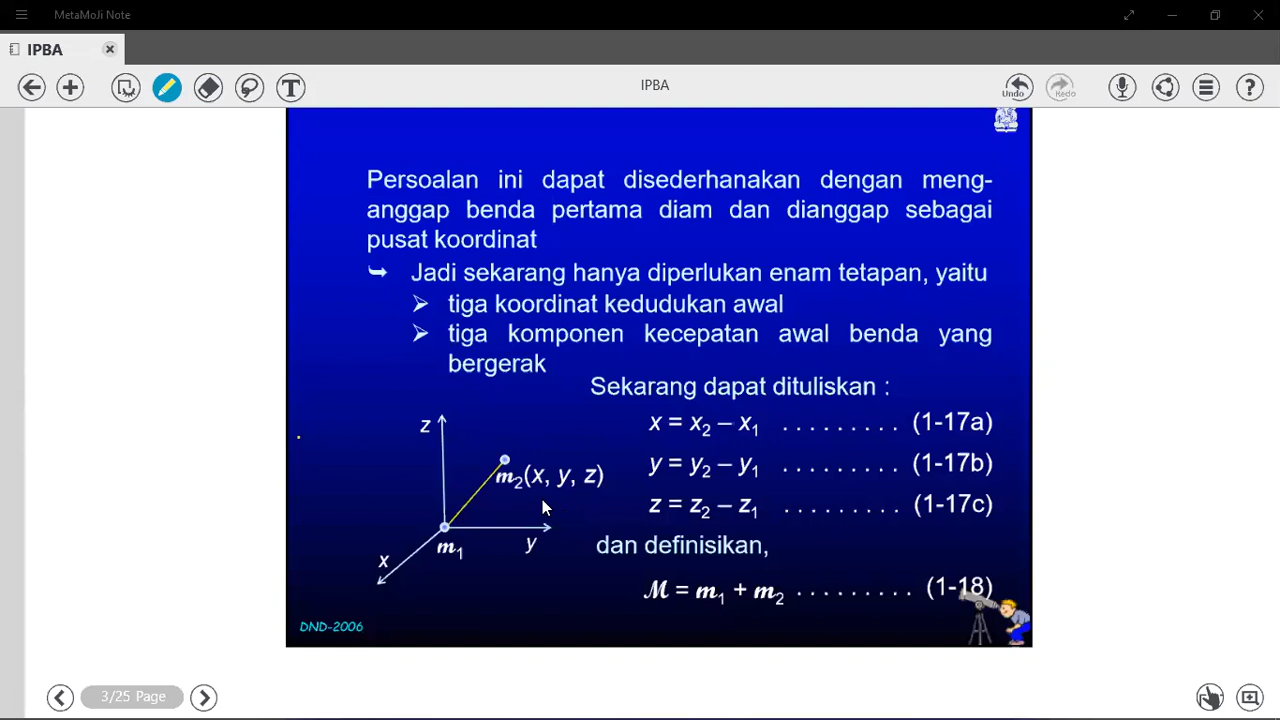 MetaMoJi Note
IPBA
IPBA
Undo
Redo
Persoalan ini dapat disederhanakan dengan meng-
anggap benda pertama diam dan dianggap sebagai
pusat koordinat
➥ Jadi sekarang hanya diperlukan enam tetapan, yaitu
➢ tiga koordinat kedudukan awal
➢ tiga komponen kecepatan awal benda yang
bergerak
Sekarang dapat dituliskan :
x = x₂ – x₁ . . . . . . . . . (1-17a)
y = y₂ – y₁ . . . . . . . . . (1-17b)
z = z₂ – z₁ . . . . . . . . . (1-17c)
dan definisikan,
ℳ = m₁ + m₂ . . . . . . . . . (1-18)
z
m₂(x, y, z)
y
m₁
x
DND-2006
3/25 Page